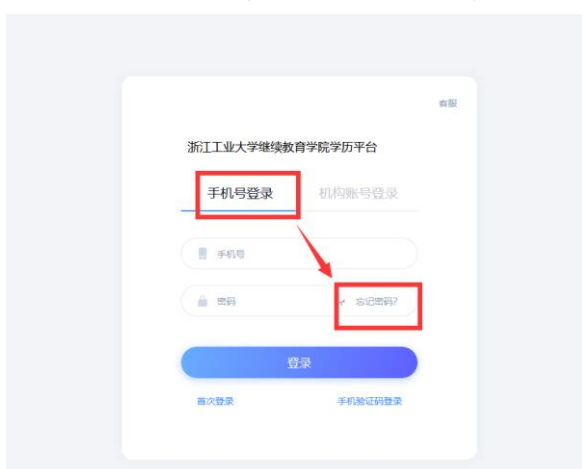 客服
浙江工业大学继续教育学院学历平台
手机号登录 机构账号登录
手机号
密码 忘记密码?
登录
首次登录 手机验证码登录